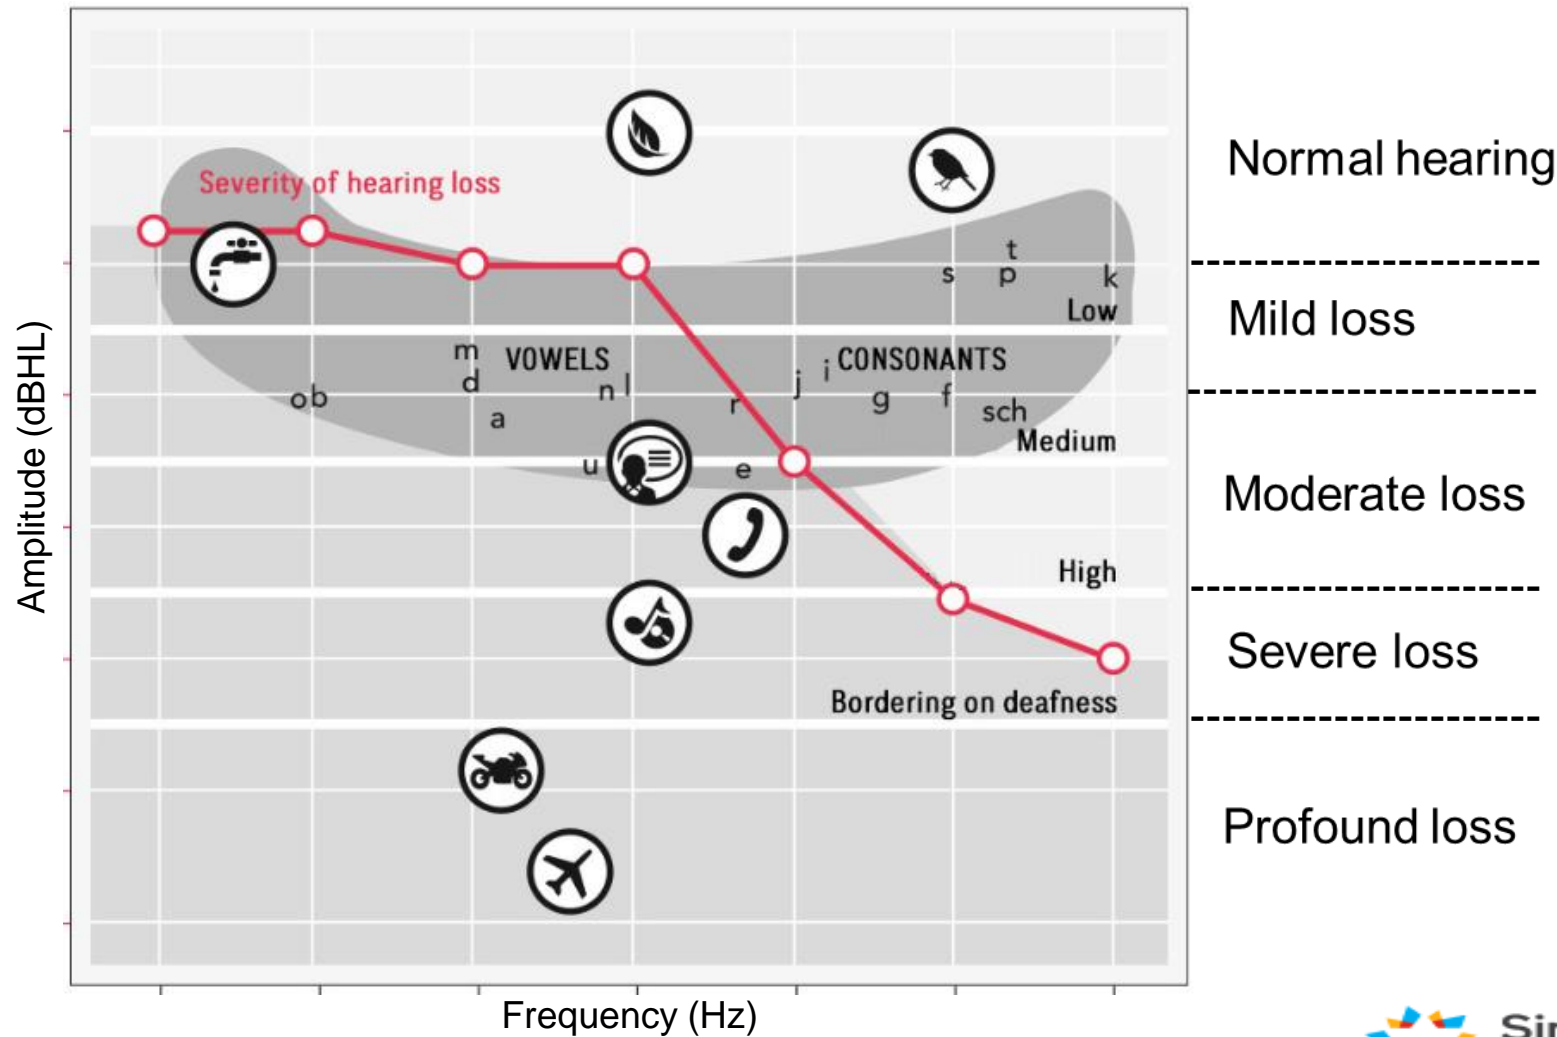 Normal hearing
Severity of hearing loss
t
s p k
Low
Mild loss
m VOWELS i CONSONANTS
d n l j
o b r g f
a sch
Medium
u e
Moderate loss
High
Severe loss
Bordering on deafness
Profound loss
Amplitude (dBHL)
Frequency (Hz)